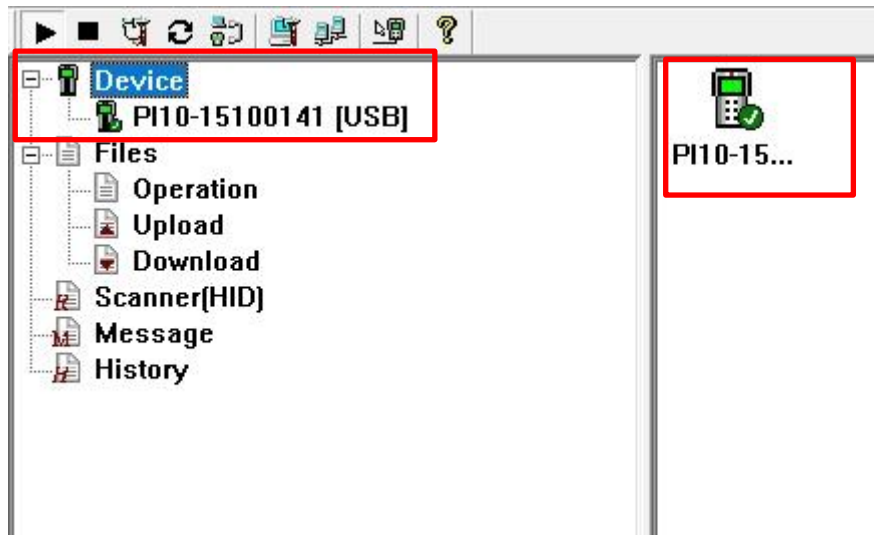 Device
PI10-15100141 [USB]
Files
Operation
Upload
Download
Scanner(HID)
Message
History
PI10-15...